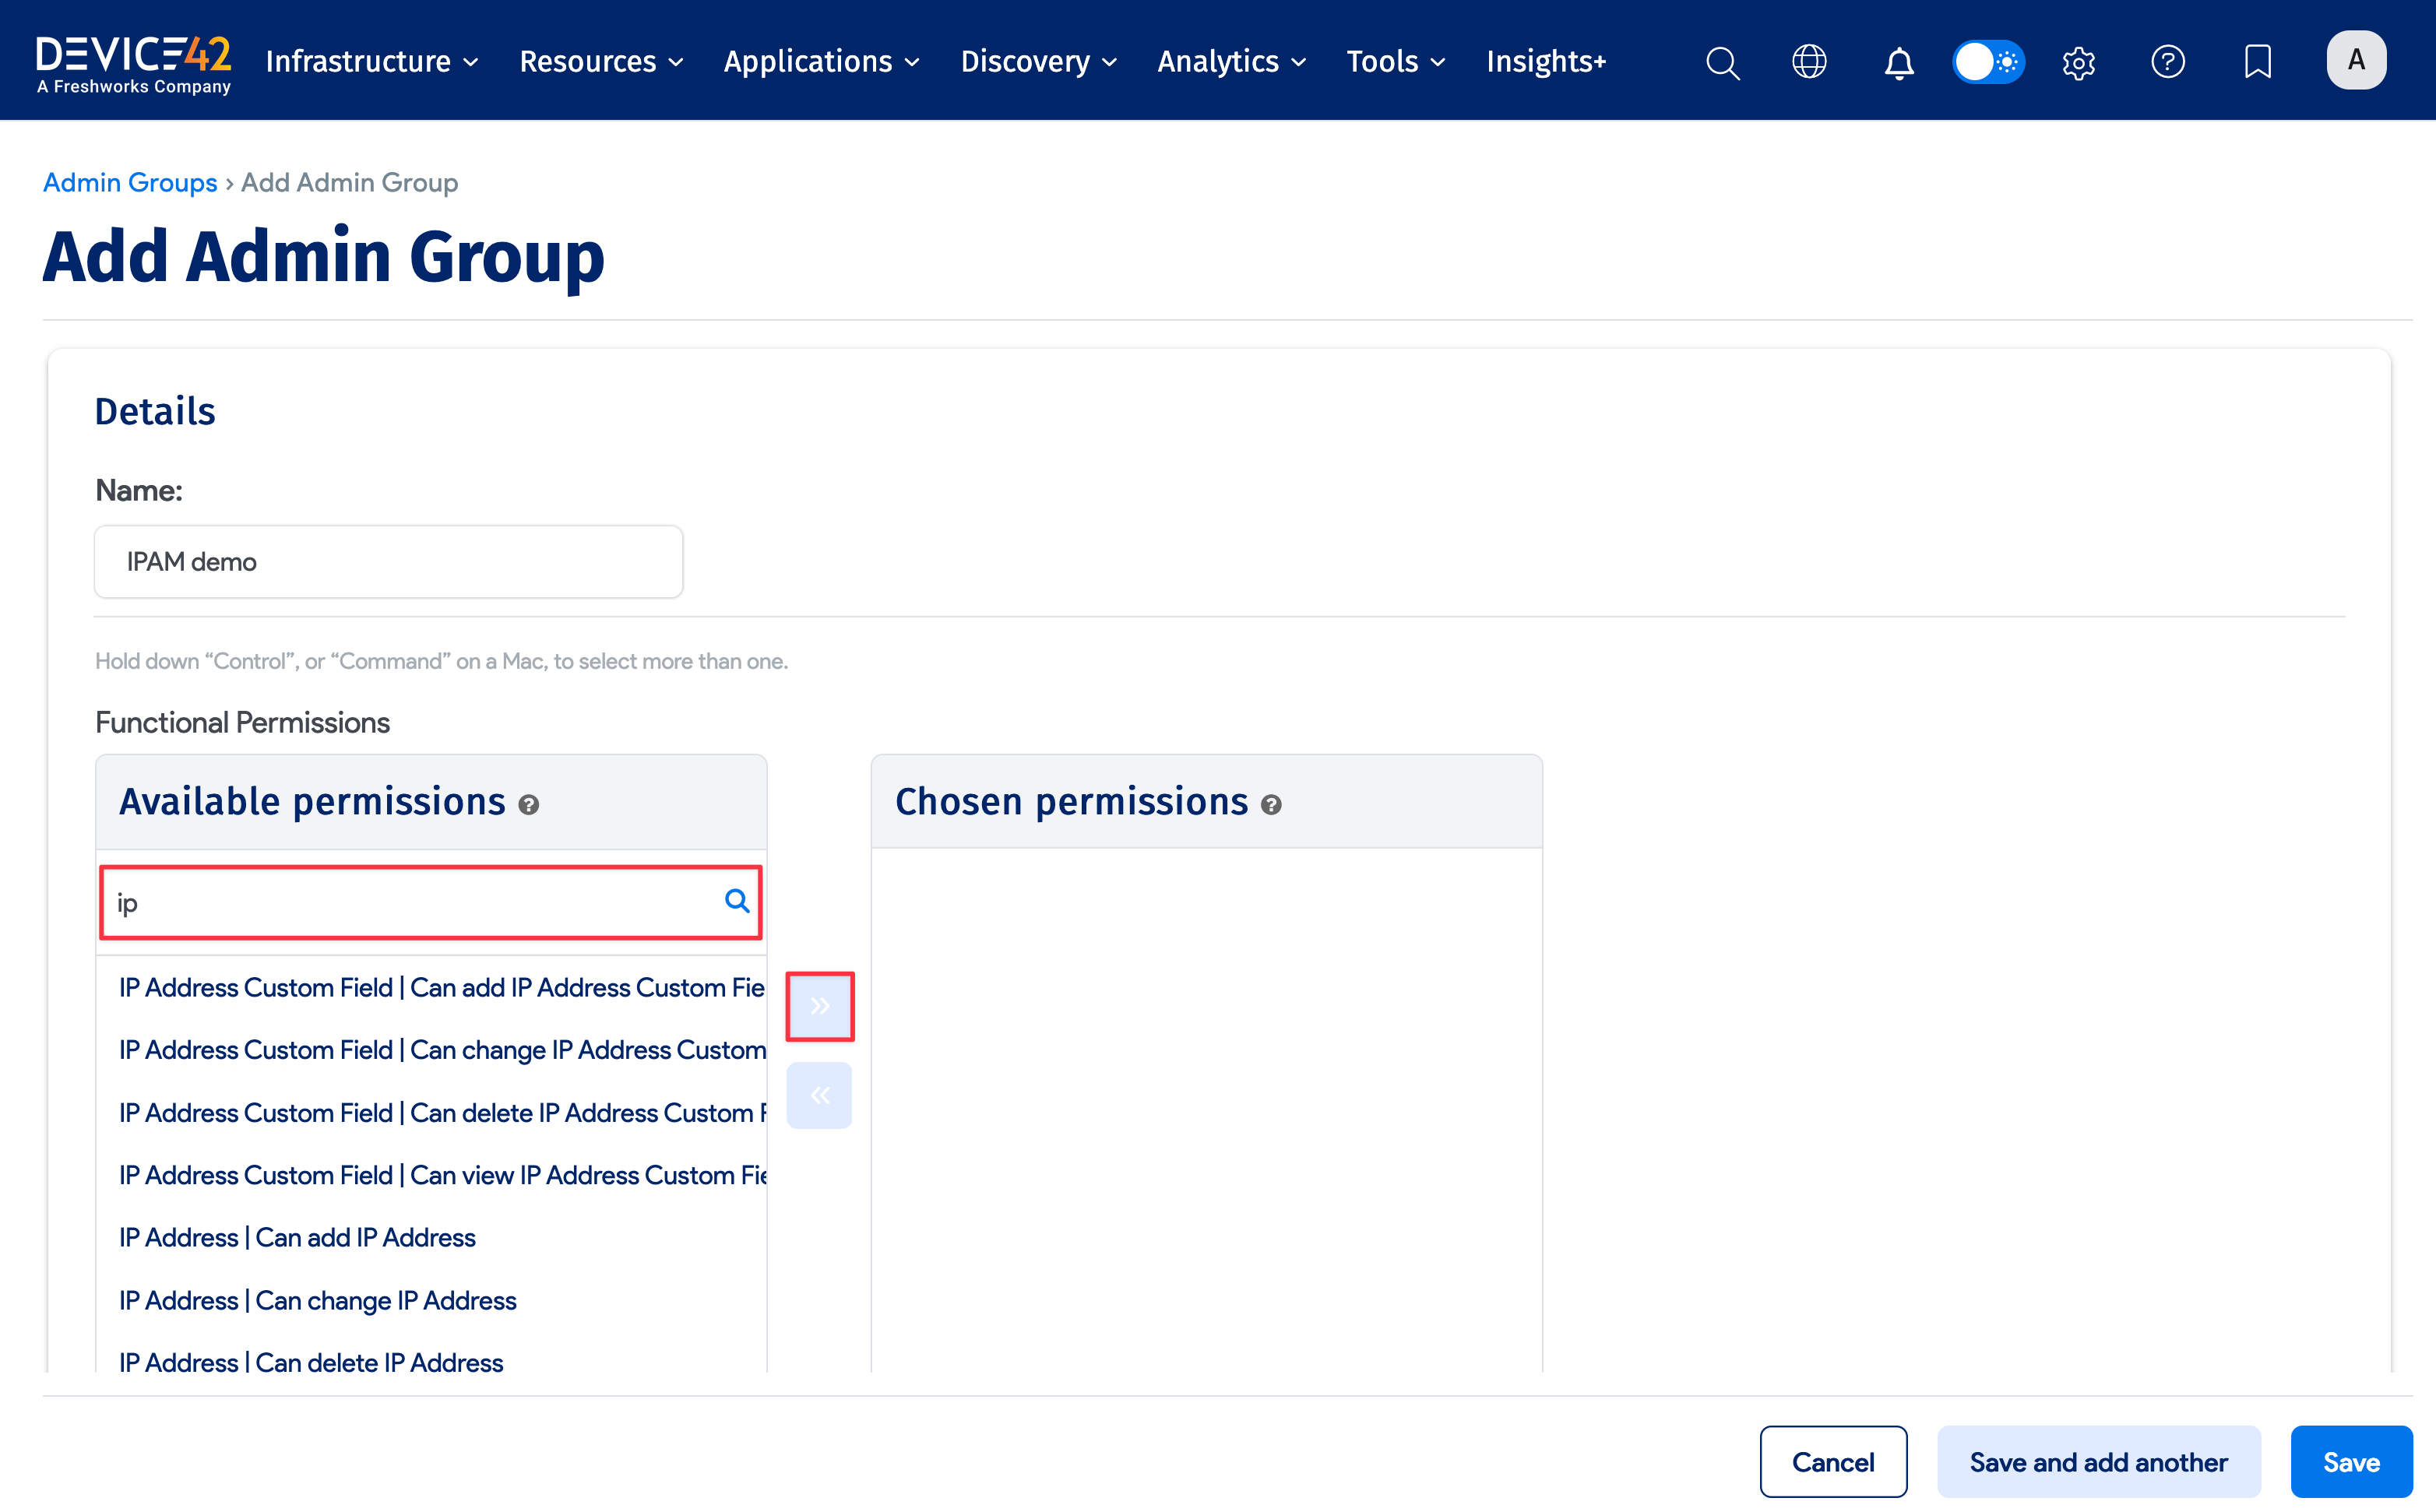 DEVICE42
A Freshworks Company
Infrastructure Resources Applications Discovery Analytics Tools Insights+
A
Admin Groups › Add Admin Group
Add Admin Group
Details
Name:
IPAM demo
Hold down “Control”, or “Command” on a Mac, to select more than one.
Functional Permissions
Available permissions
Chosen permissions
ip
IP Address Custom Field | Can add IP Address Custom Fie
IP Address Custom Field | Can change IP Address Custom
IP Address Custom Field | Can delete IP Address Custom F
IP Address Custom Field | Can view IP Address Custom Fie
IP Address | Can add IP Address
IP Address | Can change IP Address
IP Address | Can delete IP Address
Cancel Save and add another Save